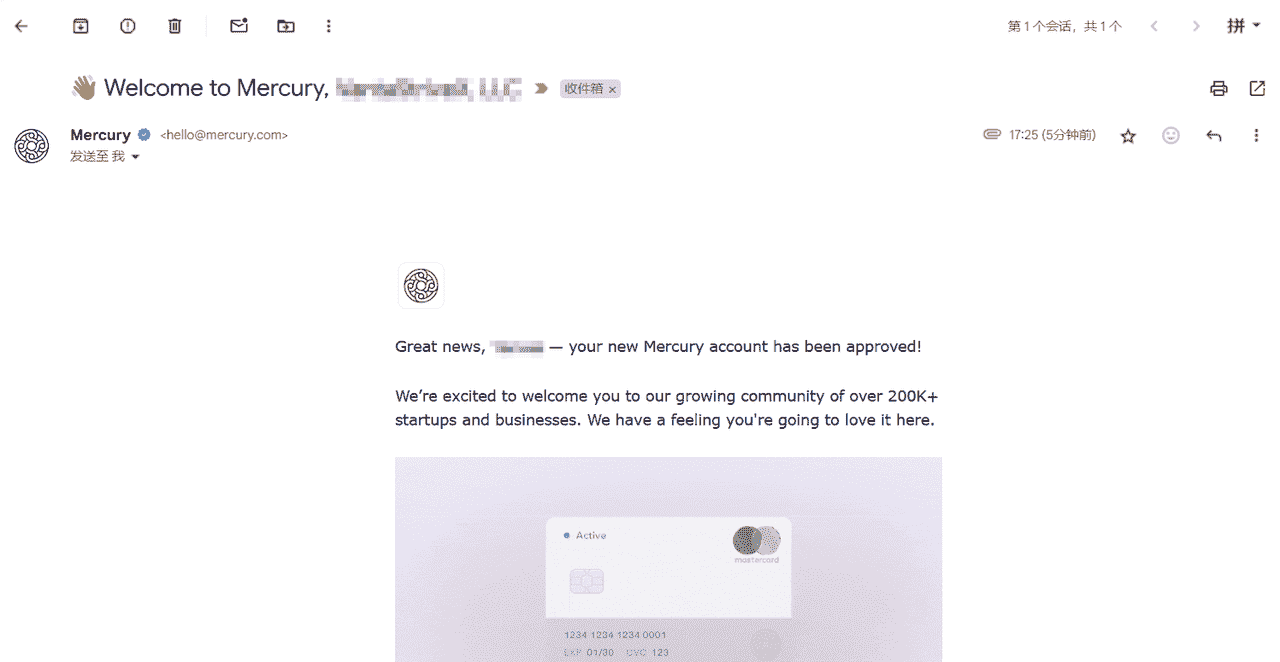 第 1 个会话，共 1 个
拼
Welcome to Mercury,
收件箱 ×
Mercury <hello@mercury.com>
17:25 (5分钟前)
发送至 我
Great news, — your new Mercury account has been approved!
We’re excited to welcome you to our growing community of over 200K+
startups and businesses. We have a feeling you're going to love it here.
Active
mastercard
1234 1234 1234 0001
EXP 01/30 CVC 123